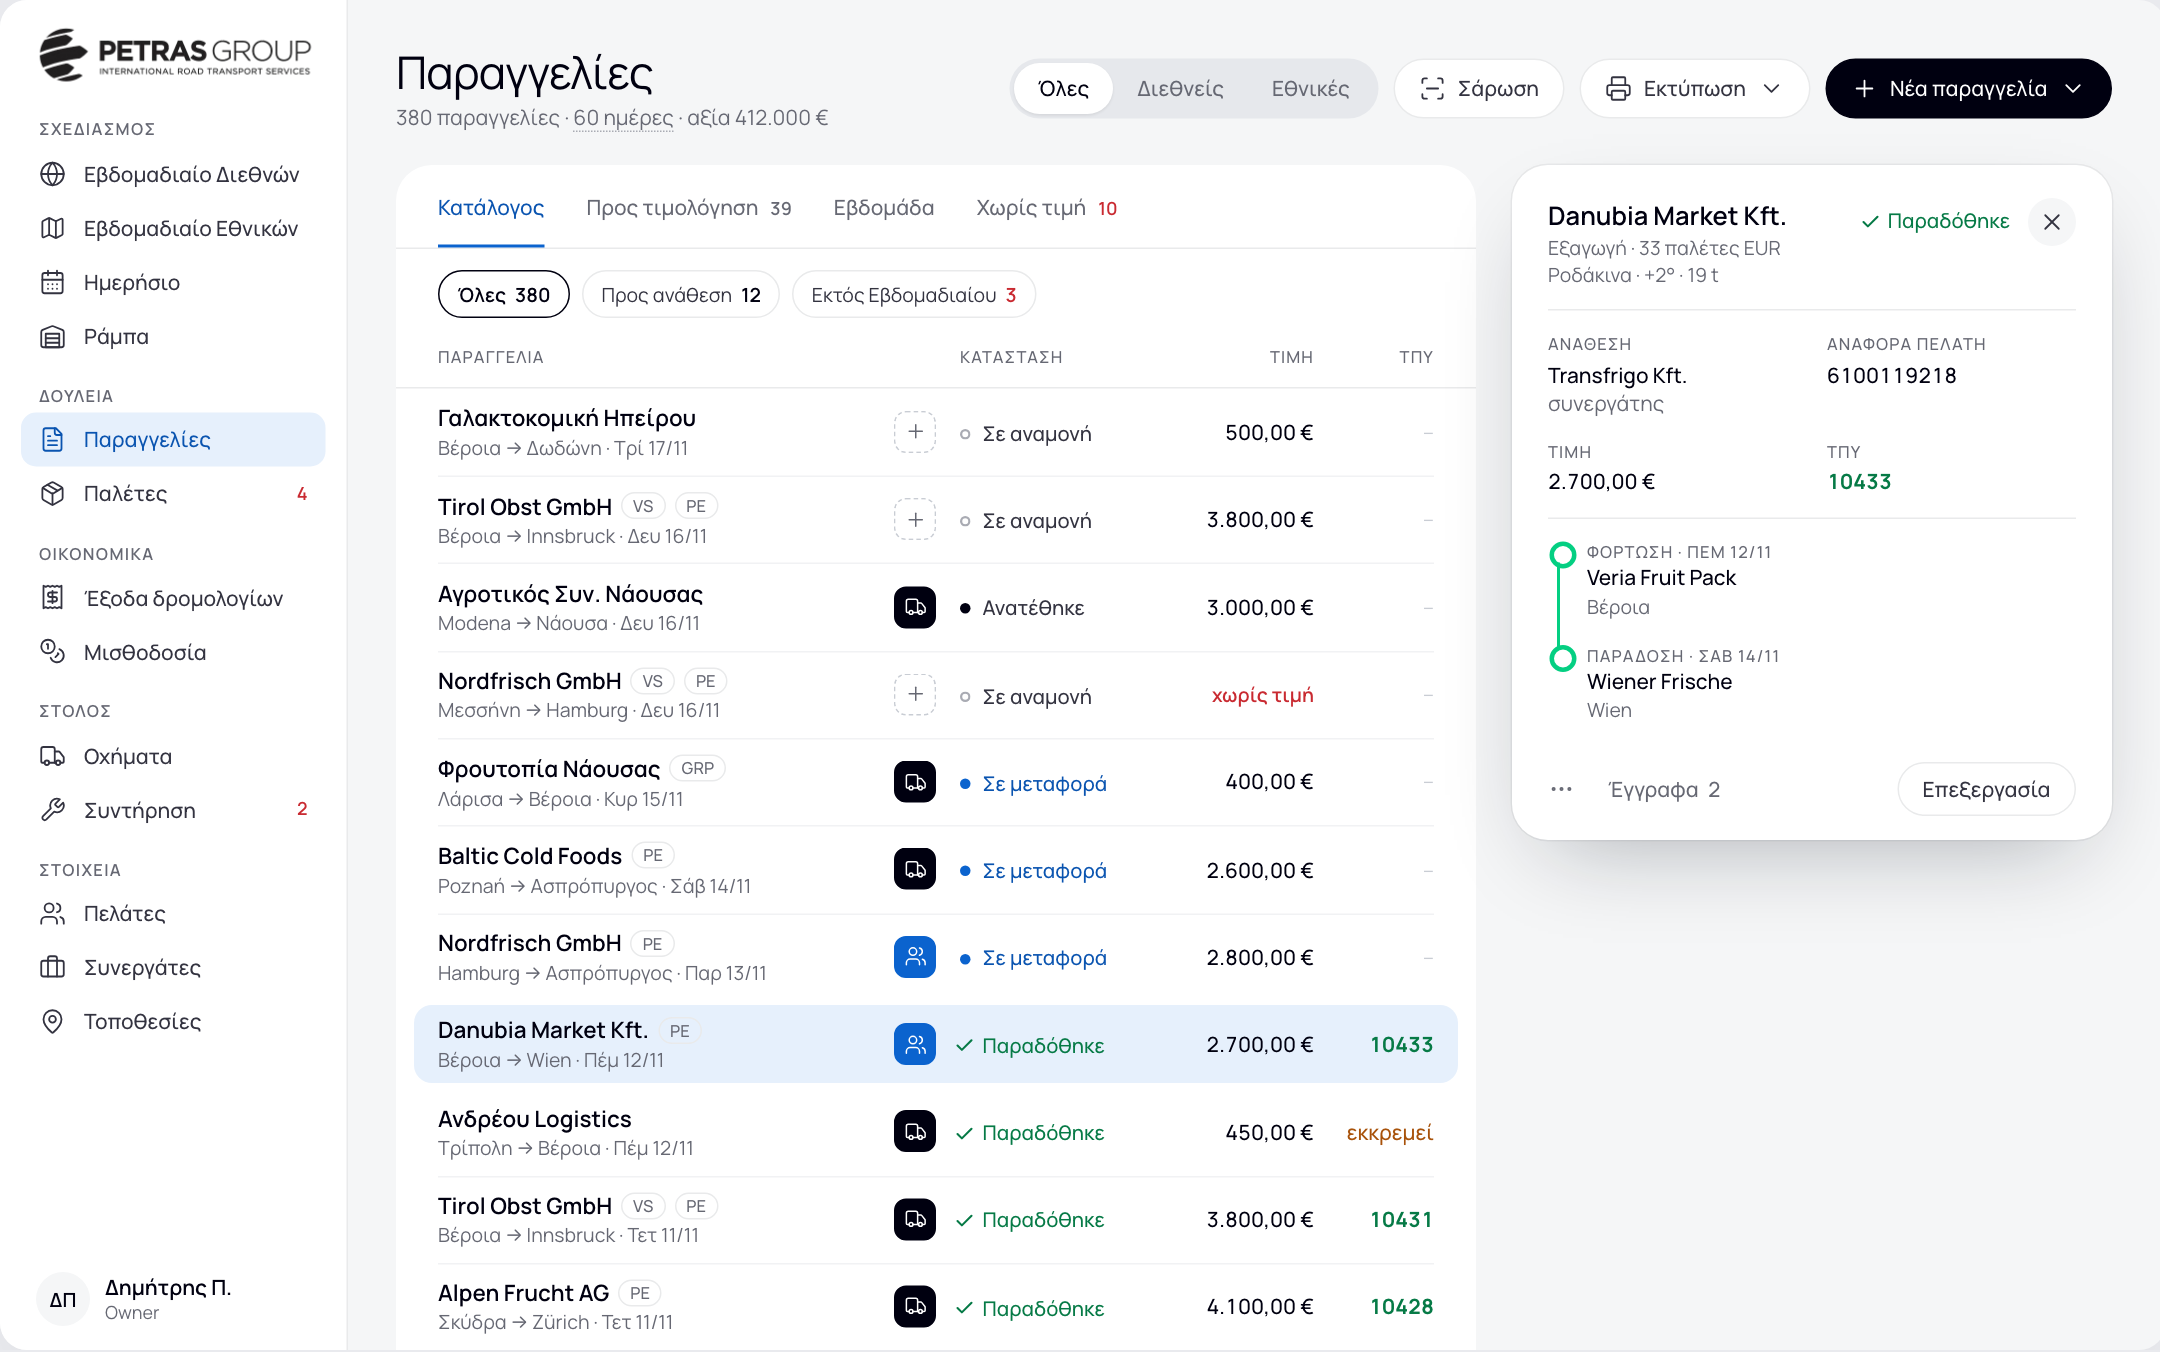 PETRAS GROUP
INTERNATIONAL ROAD TRANSPORT SERVICES
ΣΧΕΔΙΑΣΜΟΣ
Εβδομαδιαίο Διεθνών
Εβδομαδιαίο Εθνικών
Ημερήσιο
Ράμπα
ΔΟΥΛΕΙΑ
Παραγγελίες
Παλέτες 4
ΟΙΚΟΝΟΜΙΚΑ
Έξοδα δρομολογίων
Μισθοδοσία
ΣΤΟΛΟΣ
Οχήματα
Συντήρηση 2
ΣΤΟΙΧΕΙΑ
Πελάτες
Συνεργάτες
Τοποθεσίες
ΔΠ
Δημήτρης Π.
Owner
Παραγγελίες
380 παραγγελίες · 60 ημέρες · αξία 412.000 €
Όλες Διεθνείς Εθνικές
Σάρωση
Εκτύπωση
Νέα παραγγελία
Κατάλογος Προς τιμολόγηση 39 Εβδομάδα Χωρίς τιμή 10
Όλες 380 Προς ανάθεση 12 Εκτός Εβδομαδιαίου 3
ΠΑΡΑΓΓΕΛΙΑ ΚΑΤΑΣΤΑΣΗ ΤΙΜΗ ΤΠΥ
Γαλακτοκομική Ηπείρου
Βέροια → Δωδώνη · Τρί 17/11
Σε αναμονή 500,00 € –
Tirol Obst GmbH VS PE
Βέροια → Innsbruck · Δευ 16/11
Σε αναμονή 3.800,00 € –
Αγροτικός Συν. Νάουσας
Modena → Νάουσα · Δευ 16/11
Ανατέθηκε 3.000,00 € –
Nordfrisch GmbH VS PE
Μεσσήνη → Hamburg · Δευ 16/11
Σε αναμονή χωρίς τιμή –
Φρουτοπία Νάουσας GRP
Λάρισα → Βέροια · Κυρ 15/11
Σε μεταφορά 400,00 € –
Baltic Cold Foods PE
Poznań → Ασπρόπυργος · Σάβ 14/11
Σε μεταφορά 2.600,00 € –
Nordfrisch GmbH PE
Hamburg → Ασπρόπυργος · Παρ 13/11
Σε μεταφορά 2.800,00 € –
Danubia Market Kft. PE
Βέροια → Wien · Πέμ 12/11
Παραδόθηκε 2.700,00 € 10433
Ανδρέου Logistics
Τρίπολη → Βέροια · Πέμ 12/11
Παραδόθηκε 450,00 € εκκρεμεί
Tirol Obst GmbH VS PE
Βέροια → Innsbruck · Τετ 11/11
Παραδόθηκε 3.800,00 € 10431
Alpen Frucht AG PE
Σκύδρα → Zürich · Τετ 11/11
Παραδόθηκε 4.100,00 € 10428
Danubia Market Kft. Παραδόθηκε
Εξαγωγή · 33 παλέτες EUR
Ροδάκινα · +2° · 19 t
ΑΝΑΘΕΣΗ ΑΝΑΦΟΡΑ ΠΕΛΑΤΗ
Transfrigo Kft. 6100119218
συνεργάτης
ΤΙΜΗ ΤΠΥ
2.700,00 € 10433
ΦΟΡΤΩΣΗ · ΠΕΜ 12/11
Veria Fruit Pack
Βέροια
ΠΑΡΑΔΟΣΗ · ΣΑΒ 14/11
Wiener Frische
Wien
Έγγραφα 2 Επεξεργασία